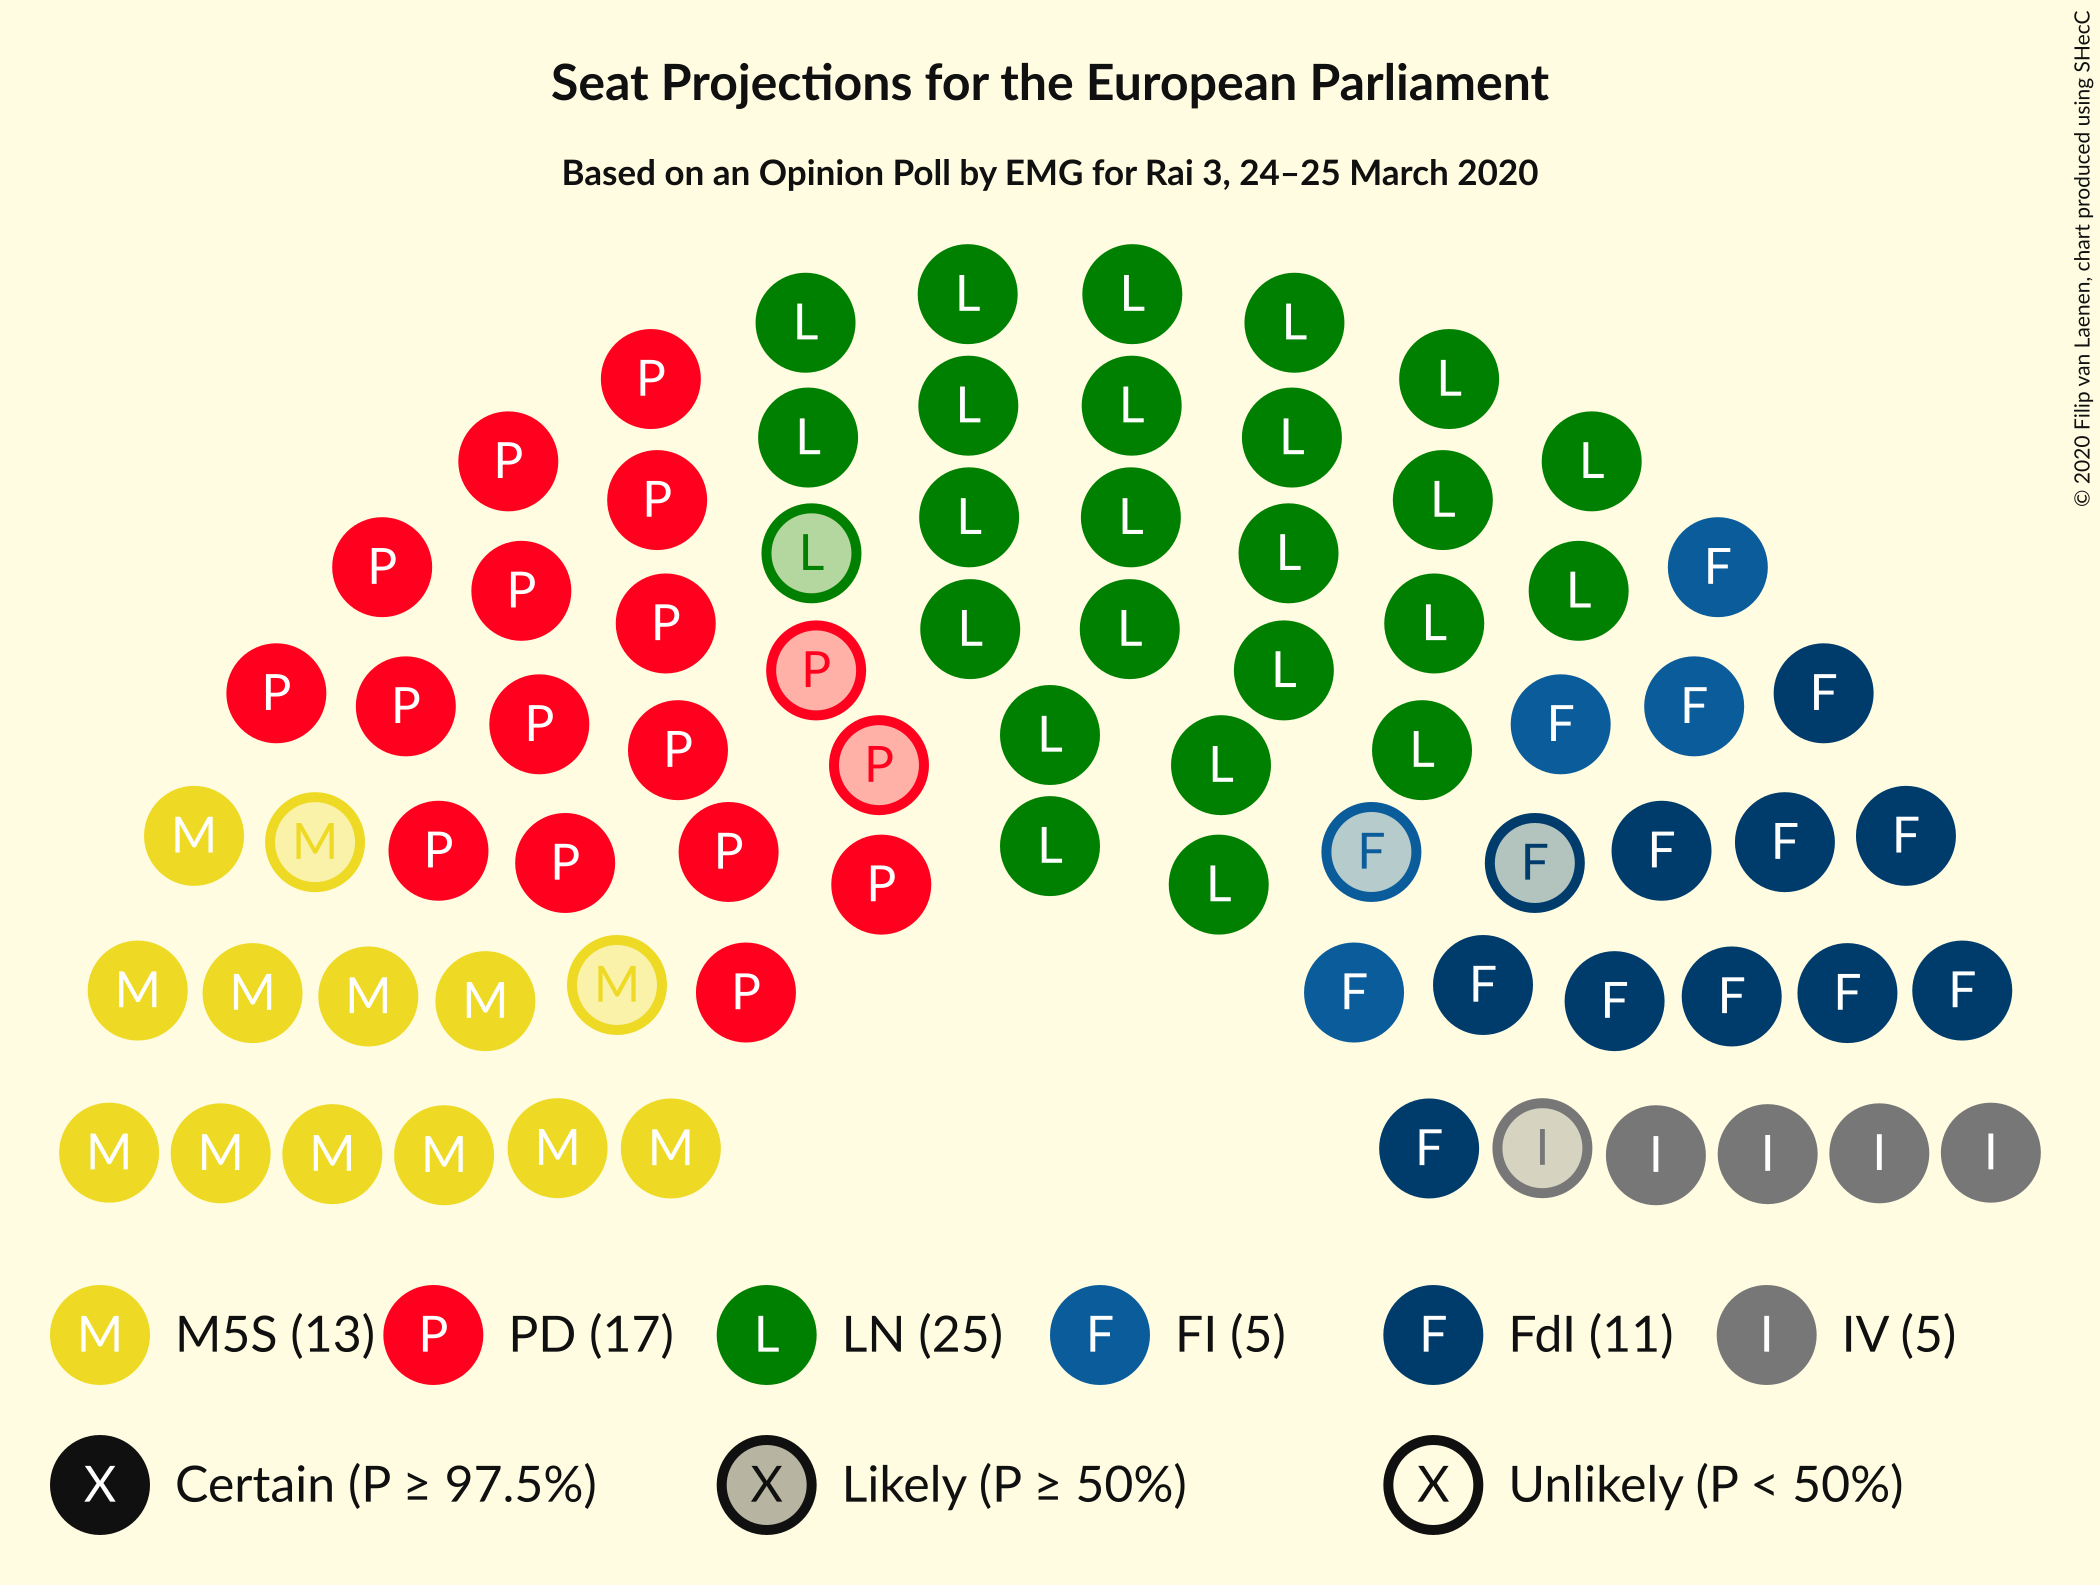 Seat Projections for the European Parliament
Based on an Opinion Poll by EMG for Rai 3, 24–25 March 2020
© 2020 Filip van Laenen, chart produced using SHecC
L L L L
P L
L L
P L L L
P L
P L
L L
P L L L
P F
P L
P L
L L
P P L
P F
P P F F
P L
P L L
M M P P P F F F F F
P L L
M M M M M P F F F F F F
M M M M M M F I I I I I
M M5S (13) P PD (17) L LN (25) F FI (5) F FdI (11) I IV (5)
X Certain (P ≥ 97.5%) X Likely (P ≥ 50%) X Unlikely (P < 50%)